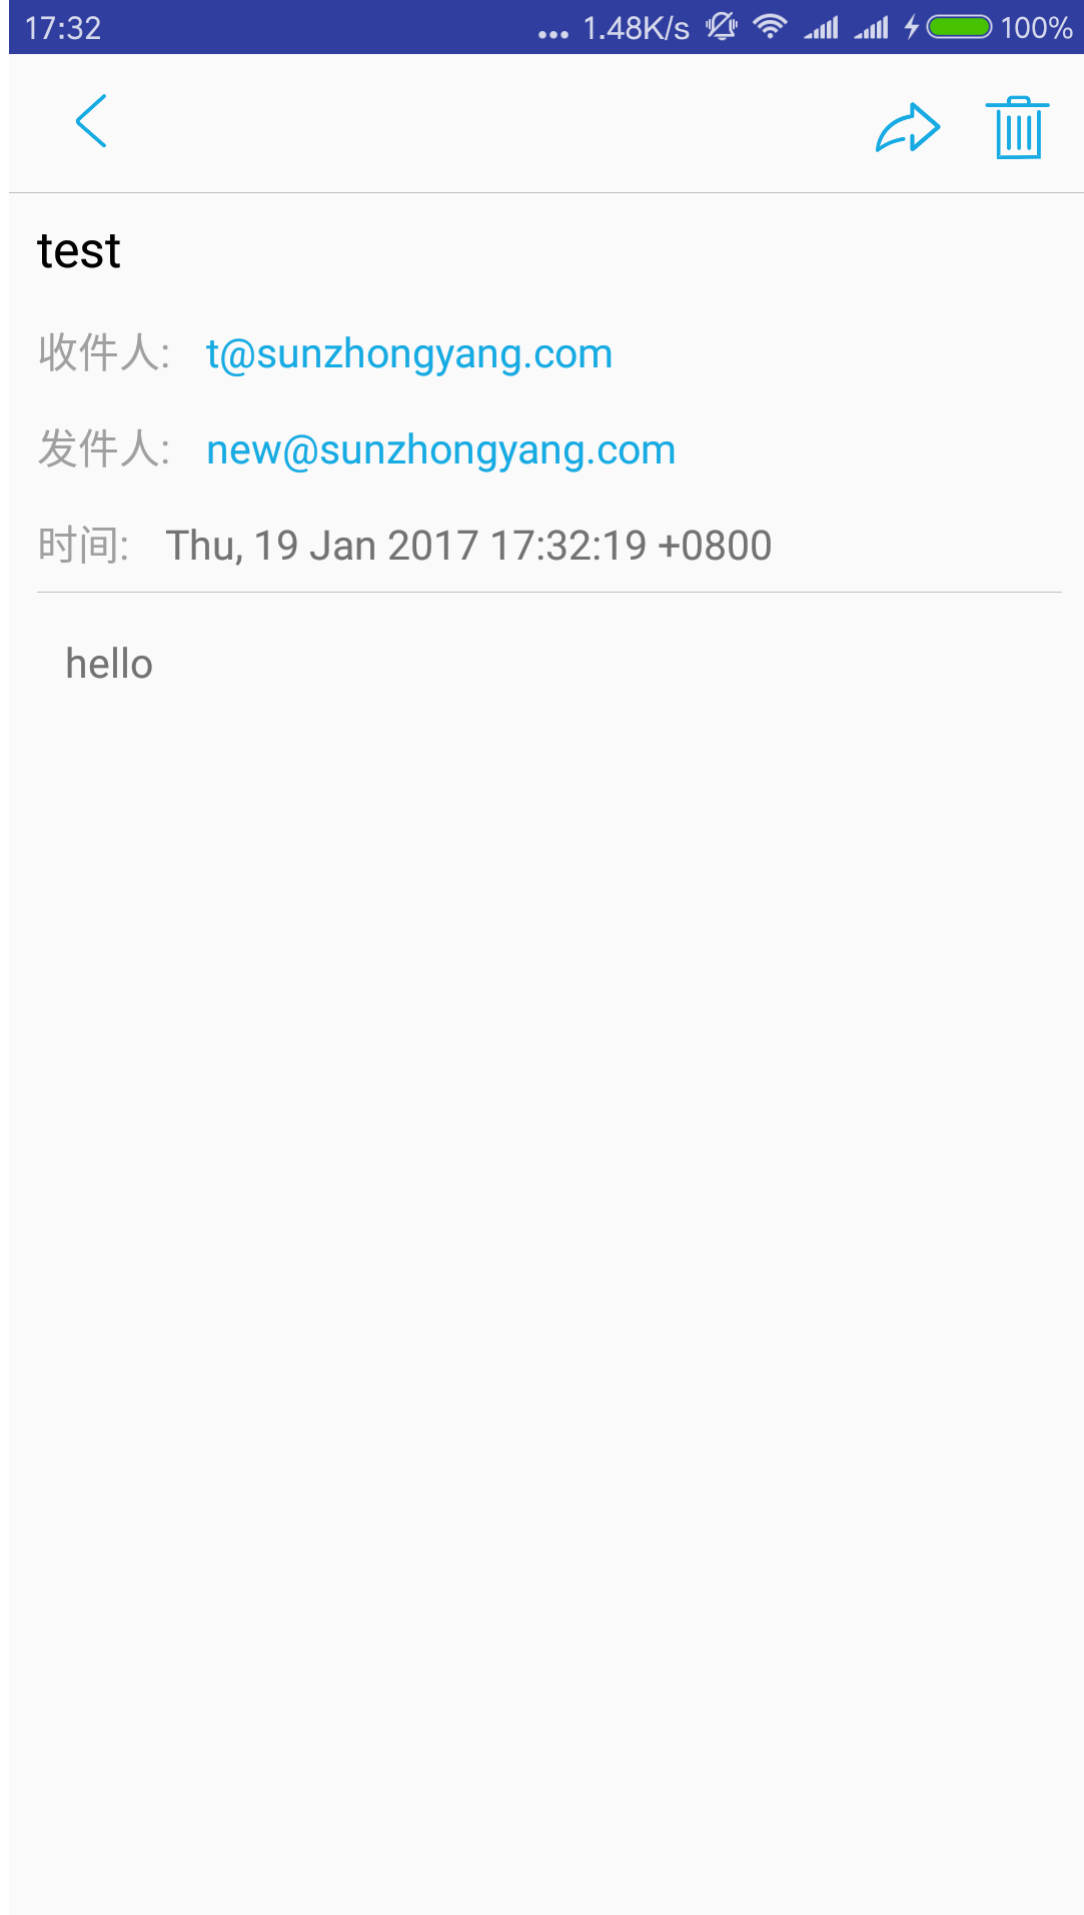 17:32 ... 1.48K/s 100%
test
收件人: t@sunzhongyang.com
发件人: new@sunzhongyang.com
时间: Thu, 19 Jan 2017 17:32:19 +0800
hello